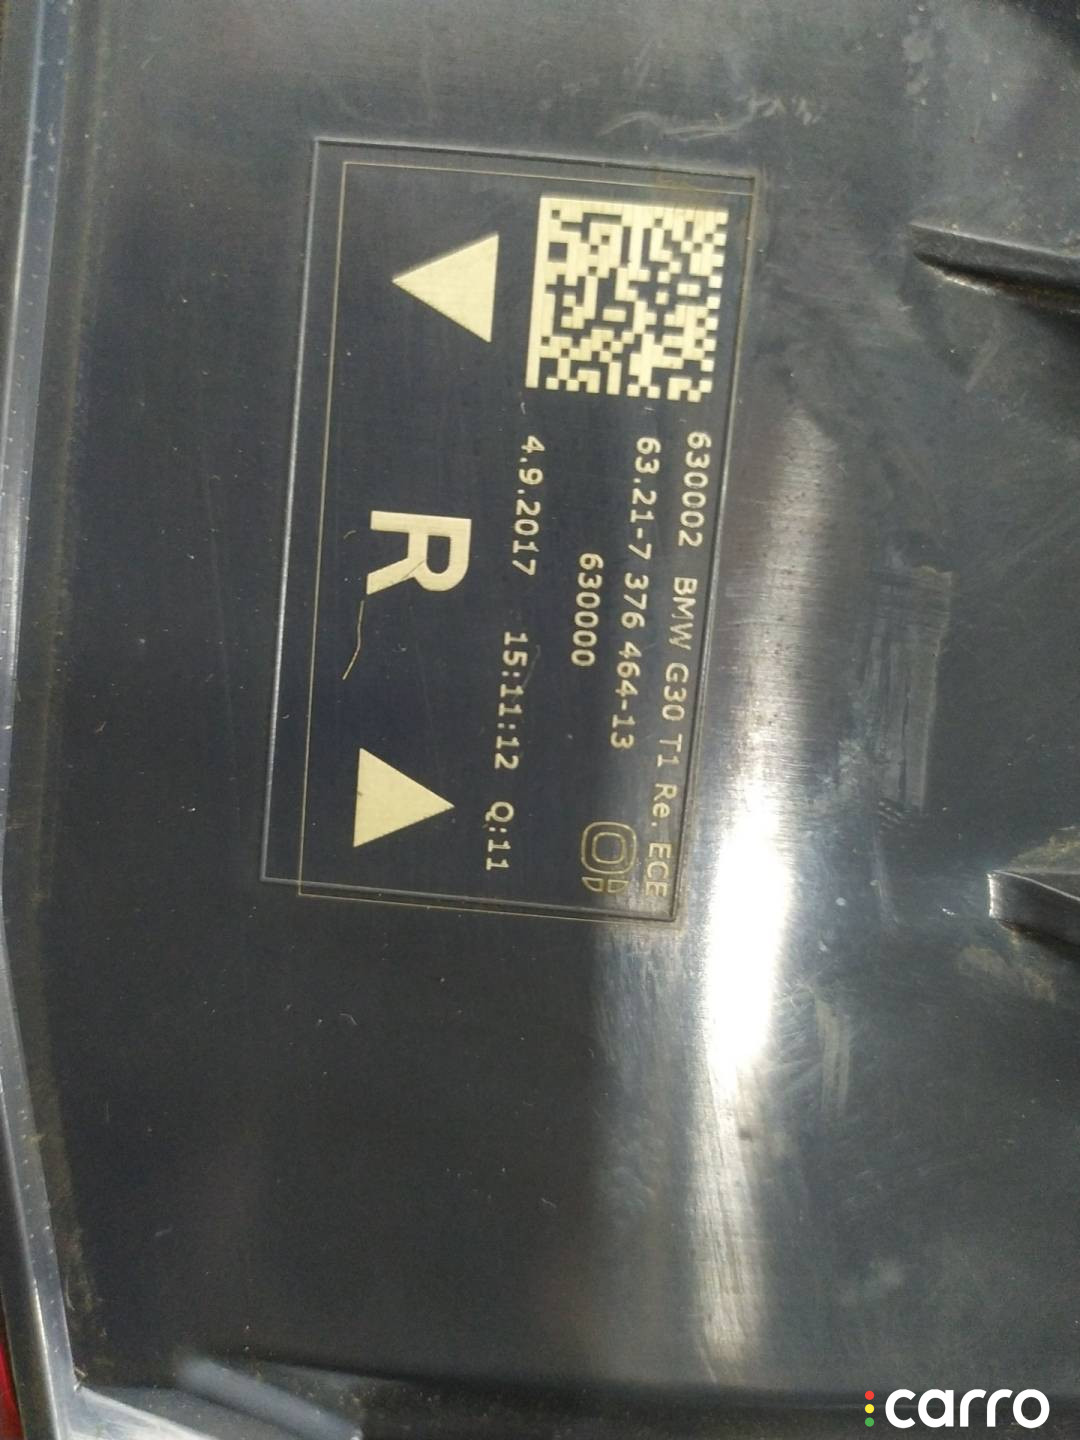 630002 BMW G30 T1 Re. ECE
63.21-7 376 464-13
630000
4.9.2017 15:11:12 Q:11
R
carro